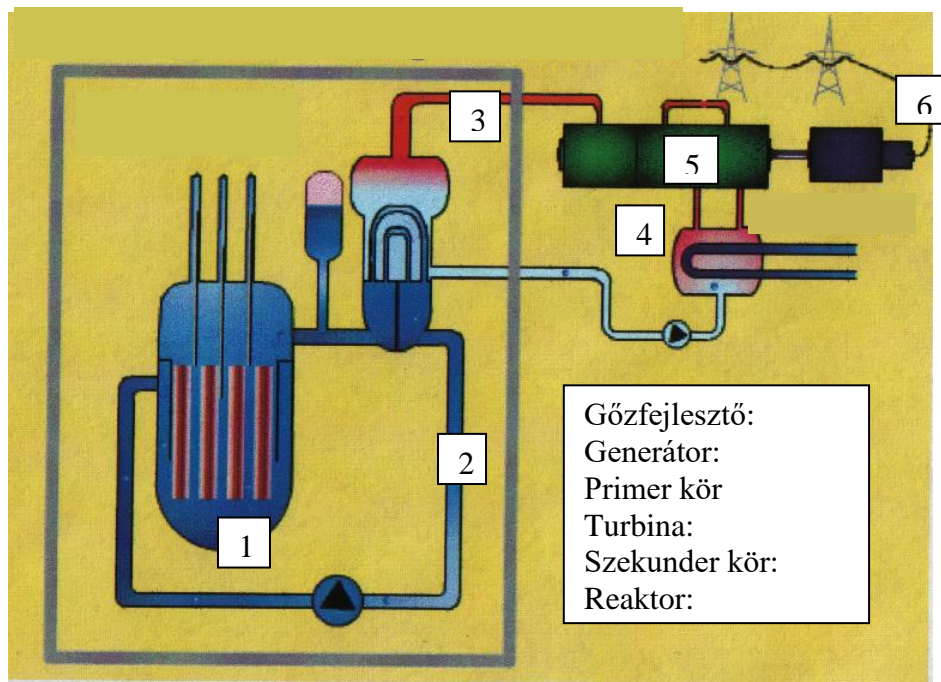 6
3
5
4
2
1
Gőzfejlesztő:
Generátor:
Primer kör
Turbina:
Szekunder kör:
Reaktor: